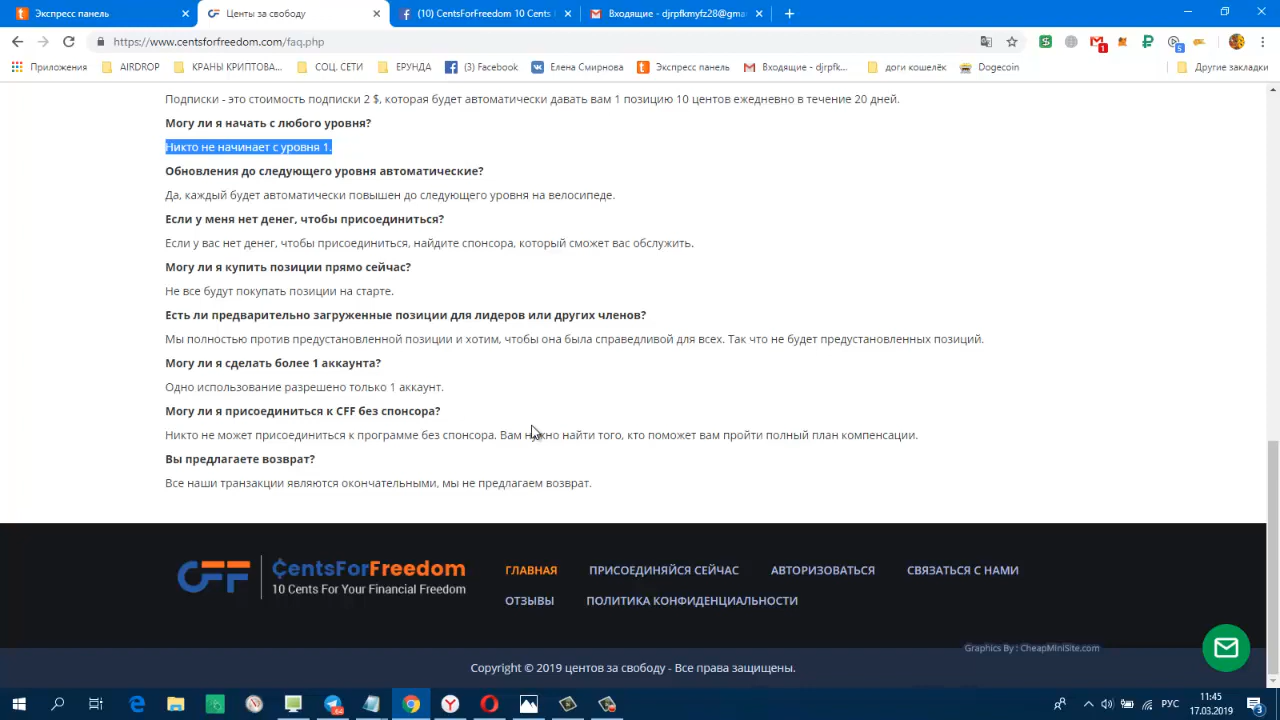 Экспресс панель
Центы за свободу
(10) CentsForFreedom 10 Cents
Входящие - djrpfkmyfz28@gma
https://www.centsforfreedom.com/faq.php
Приложения
AIRDROP
КРАНЫ КРИПТОВА...
СОЦ. СЕТИ
ЕРУНДА
(3) Facebook
Елена Смирнова
Экспресс панель
Входящие - djrpfk...
доги кошелёк
Dogecoin
Другие закладки
Подписки - это стоимость подписки 2 $, которая будет автоматически давать вам 1 позицию 10 центов ежедневно в течение 20 дней.
Могу ли я начать с любого уровня?
Никто не начинает с уровня 1.
Обновления до следующего уровня автоматические?
Да, каждый будет автоматически повышен до следующего уровня на велосипеде.
Если у меня нет денег, чтобы присоединиться?
Если у вас нет денег, чтобы присоединиться, найдите спонсора, который сможет вас обслужить.
Могу ли я купить позиции прямо сейчас?
Не все будут покупать позиции на старте.
Есть ли предварительно загруженные позиции для лидеров или других членов?
Мы полностью против предустановленной позиции и хотим, чтобы она была справедливой для всех. Так что не будет предустановленных позиций.
Могу ли я сделать более 1 аккаунта?
Одно использование разрешено только 1 аккаунт.
Могу ли я присоединиться к CFF без спонсора?
Никто не может присоединиться к программе без спонсора. Вам нужно найти того, кто поможет вам пройти полный план компенсации.
Вы предлагаете возврат?
Все наши транзакции являются окончательными, мы не предлагаем возврат.
CFF
CentsForFreedom
10 Cents For Your Financial Freedom
ГЛАВНАЯ
ПРИСОЕДИНЯЙСЯ СЕЙЧАС
АВТОРИЗОВАТЬСЯ
СВЯЗАТЬСЯ С НАМИ
ОТЗЫВЫ
ПОЛИТИКА КОНФИДЕНЦИАЛЬНОСТИ
Graphics By : CheapMiniSite.com
Copyright © 2019 центов за свободу - Все права защищены.
РУС
11:45
17.03.2019